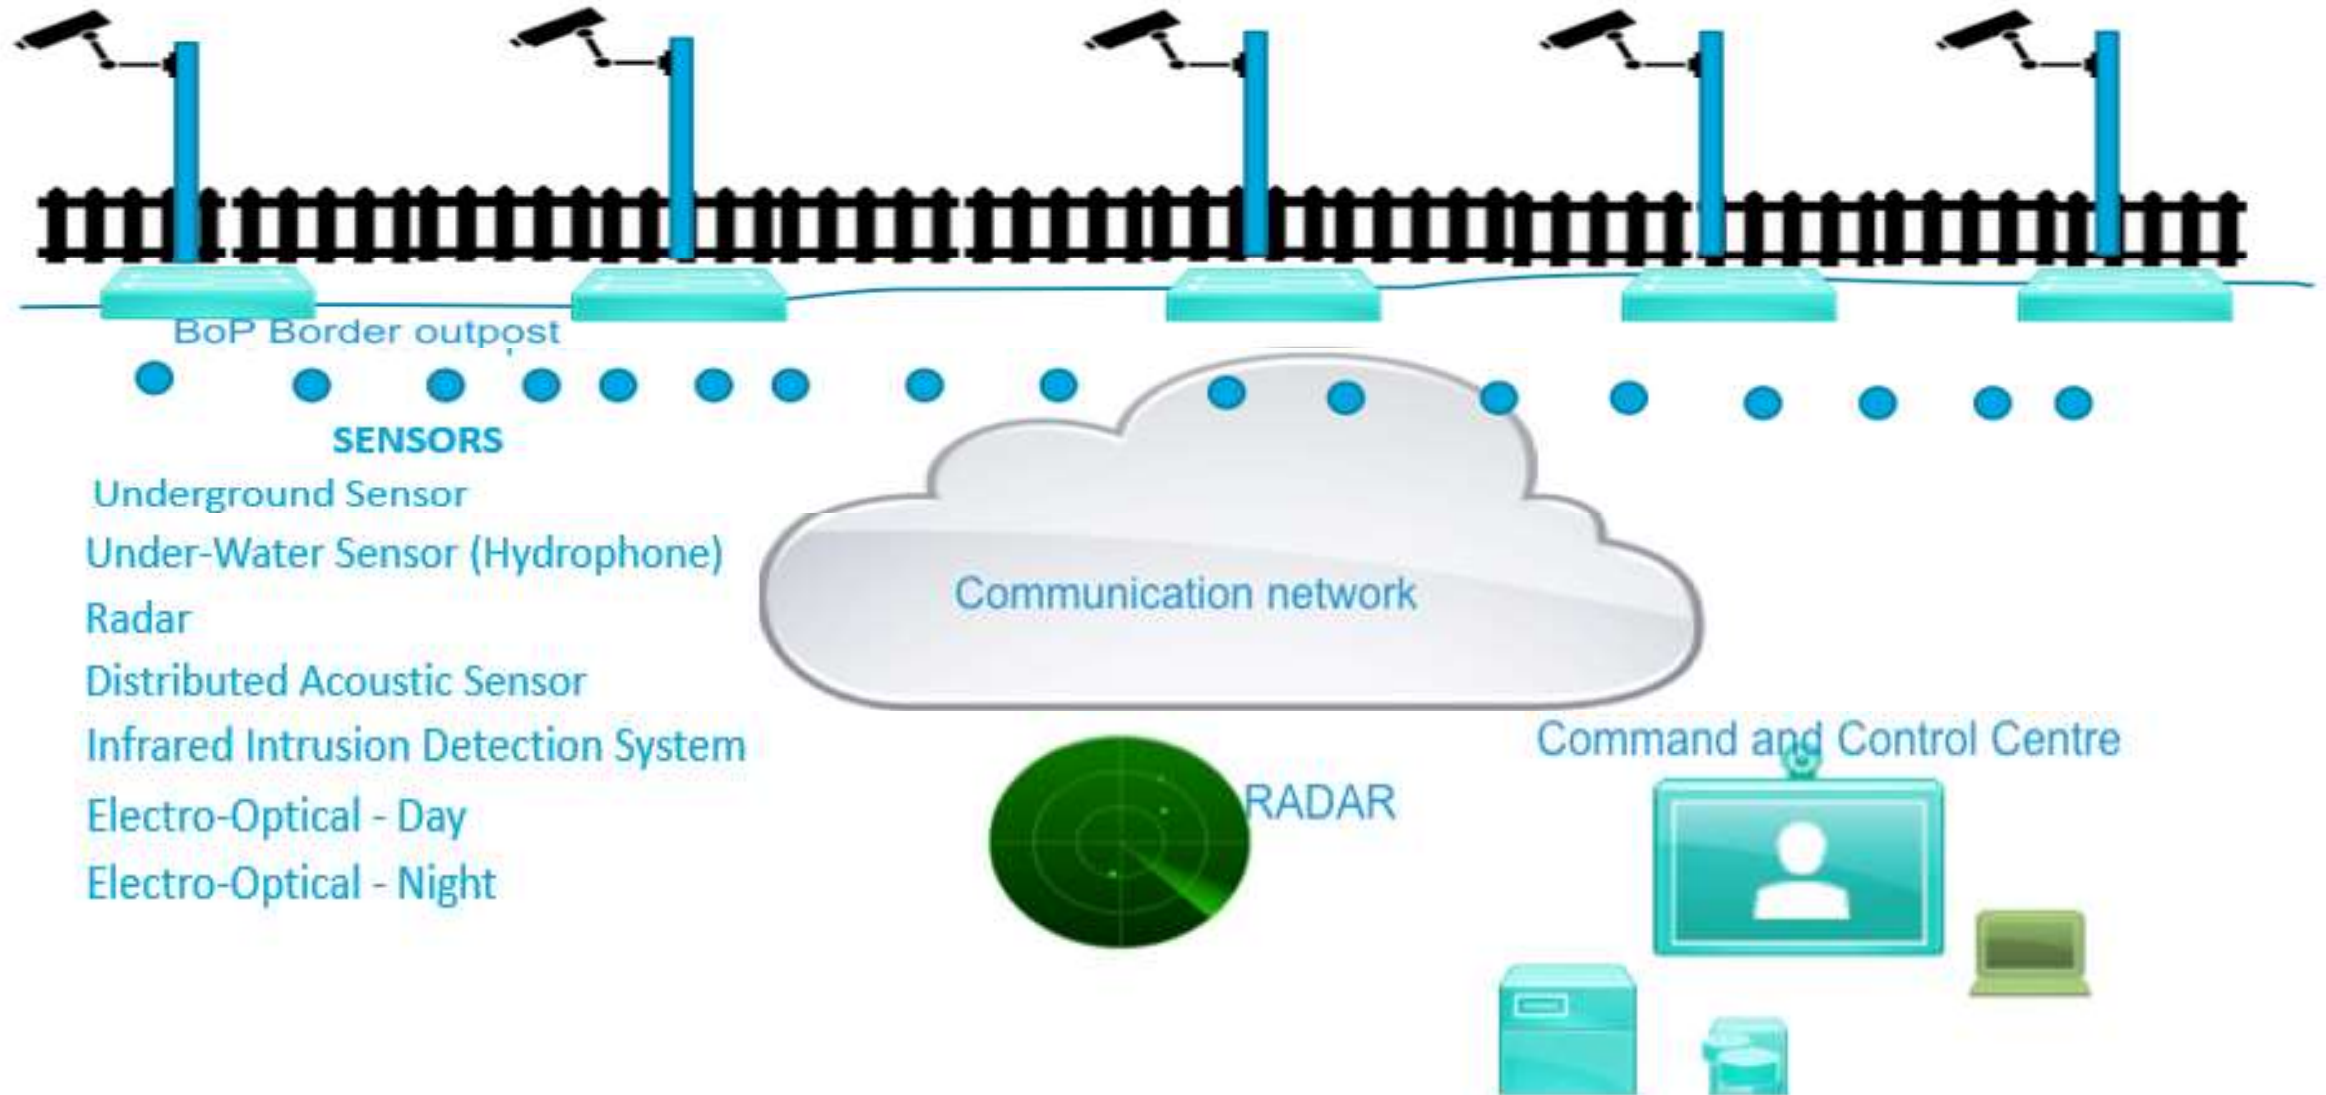 BoP Border outpost
SENSORS
Underground Sensor
Under-Water Sensor (Hydrophone)
Radar
Distributed Acoustic Sensor
Infrared Intrusion Detection System
Electro-Optical - Day
Electro-Optical - Night
Communication network
RADAR
Command and Control Centre